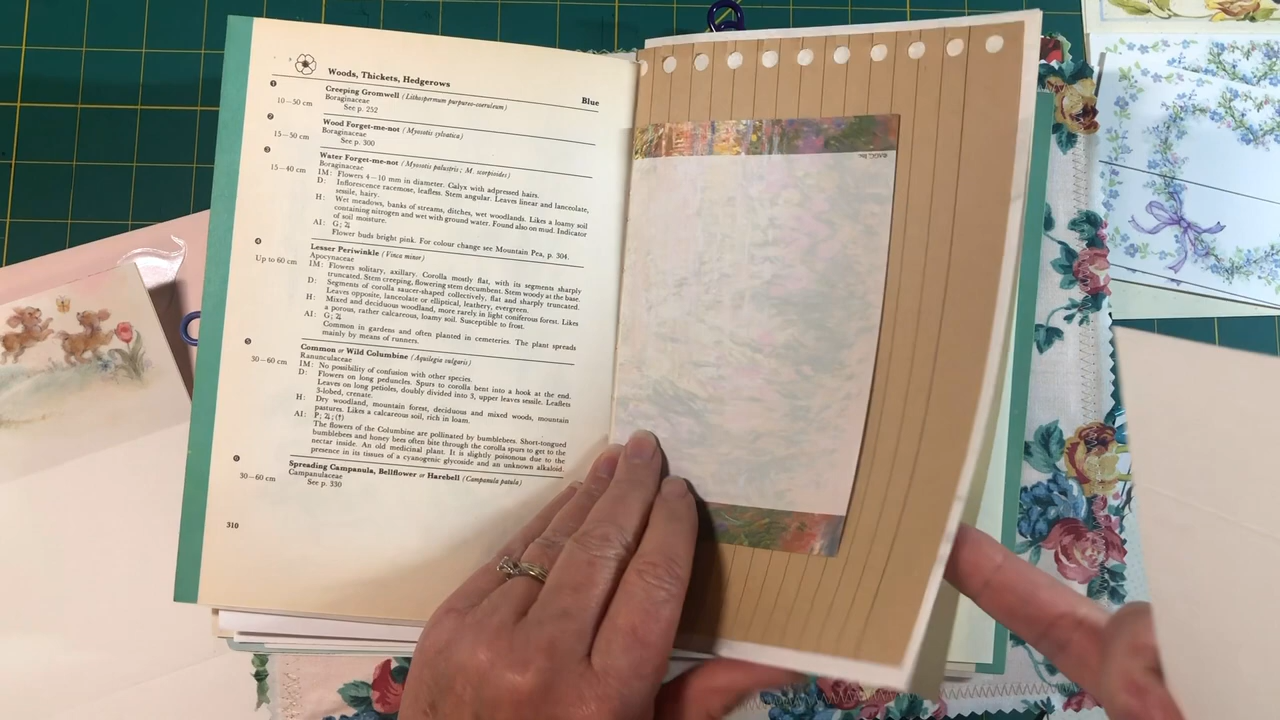 Woods, Thickets, Hedgerows
Blue
1
Creeping Gromwell (Lithospermum purpureo-coeruleum)
10–50 cm Boraginaceae
See p. 252
2
Wood Forget-me-not (Myosotis sylvatica)
15–50 cm Boraginaceae
See p. 300
3
Water Forget-me-not (Myosotis palustris; M. scorpioides)
15–40 cm Boraginaceae
IM: Flowers 4–10 mm in diameter. Calyx with adpressed hairs.
D: Inflorescence racemose, leafless. Stem angular. Leaves linear and lanceolate,
sessile, hairy.
H: Wet meadows, banks of streams, ditches, wet woodlands. Likes a loamy soil
containing nitrogen and wet with ground water. Found also on mud. Indicator
of soil moisture.
AI: G; ♃
Flower buds bright pink. For colour change see Mountain Pea, p. 304.
4
Lesser Periwinkle (Vinca minor)
Up to 60 cm Apocynaceae
IM: Flowers solitary, axillary. Corolla mostly flat, with its segments sharply
truncated. Stem creeping, flowering stem decumbent. Stem woody at the base.
D: Segments of corolla saucer-shaped collectively, flat and sharply truncated.
Leaves opposite, lanceolate or elliptical, leathery, evergreen.
H: Mixed and deciduous woodland, more rarely in light coniferous forest. Likes
a porous, rather calcareous, loamy soil. Susceptible to frost.
AI: G; ♃
Common in gardens and often planted in cemeteries. The plant spreads
mainly by means of runners.
5
Common or Wild Columbine (Aquilegia vulgaris)
30–60 cm Ranunculaceae
IM: No possibility of confusion with other species.
D: Flowers on long peduncles. Spurs to corolla bent into a hook at the end.
Leaves on long petioles, doubly divided into 3, upper leaves sessile. Leaflets
3-lobed, crenate.
H: Dry woodland, mountain forest, deciduous and mixed woods, mountain
pastures. Likes a calcareous soil, rich in loam.
AI: P; ♃; (†)
The flowers of the Columbine are pollinated by bumblebees. Short-tongued
bumblebees and honey bees often bite through the corolla spurs to get to the
nectar inside. An old medicinal plant. It is slightly poisonous due to the
presence in its tissues of a cyanogenic glycoside and an unknown alkaloid.
6
Spreading Campanula, Bellflower or Harebell (Campanula patula)
30–60 cm Campanulaceae
See p. 330
310